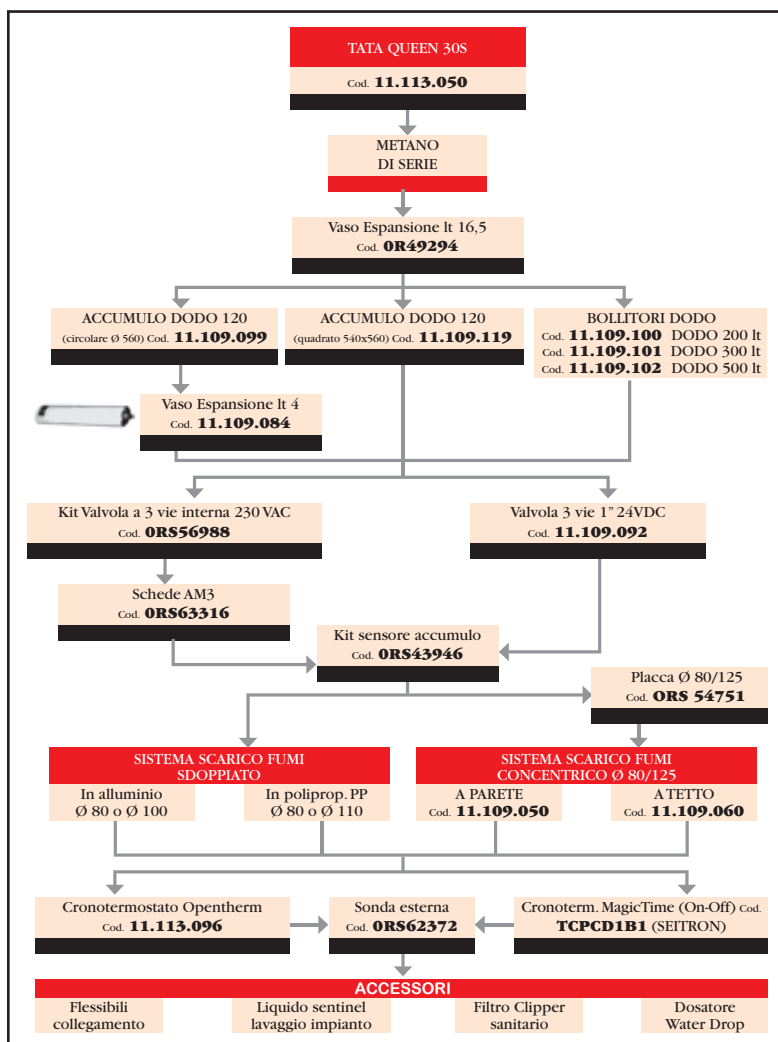 TATA QUEEN 30S
Cod. 11.113.050
METANO
DI SERIE
Vaso Espansione lt 16,5
Cod. 0R49294
ACCUMULO DODO 120
(circolare Ø 560) Cod. 11.109.099
ACCUMULO DODO 120
(quadrato 540x560) Cod. 11.109.119
BOLLITORI DODO
Cod. 11.109.100 DODO 200 lt
Cod. 11.109.101 DODO 300 lt
Cod. 11.109.102 DODO 500 lt
Vaso Espansione lt 4
Cod. 11.109.084
Kit Valvola a 3 vie interna 230 VAC
Cod. 0RS56988
Valvola 3 vie 1" 24VDC
Cod. 11.109.092
Schede AM3
Cod. 0RS63316
Kit sensore accumulo
Cod. 0RS43946
Placca Ø 80/125
Cod. ORS 54751
SISTEMA SCARICO FUMI
SDOPPIATO
In alluminio
Ø 80 o Ø 100
In poliprop. PP
Ø 80 o Ø 110
SISTEMA SCARICO FUMI
CONCENTRICO Ø 80/125
A PARETE
Cod. 11.109.050
A TETTO
Cod. 11.109.060
Cronotermostato Opentherm
Cod. 11.113.096
Sonda esterna
Cod. 0RS62372
Cronoterm. MagicTime (On-Off) Cod.
TCPCD1B1 (SEITRON)
ACCESSORI
Flessibili
collegamento
Liquido sentinel
lavaggio impianto
Filtro Clipper
sanitario
Dosatore
Water Drop